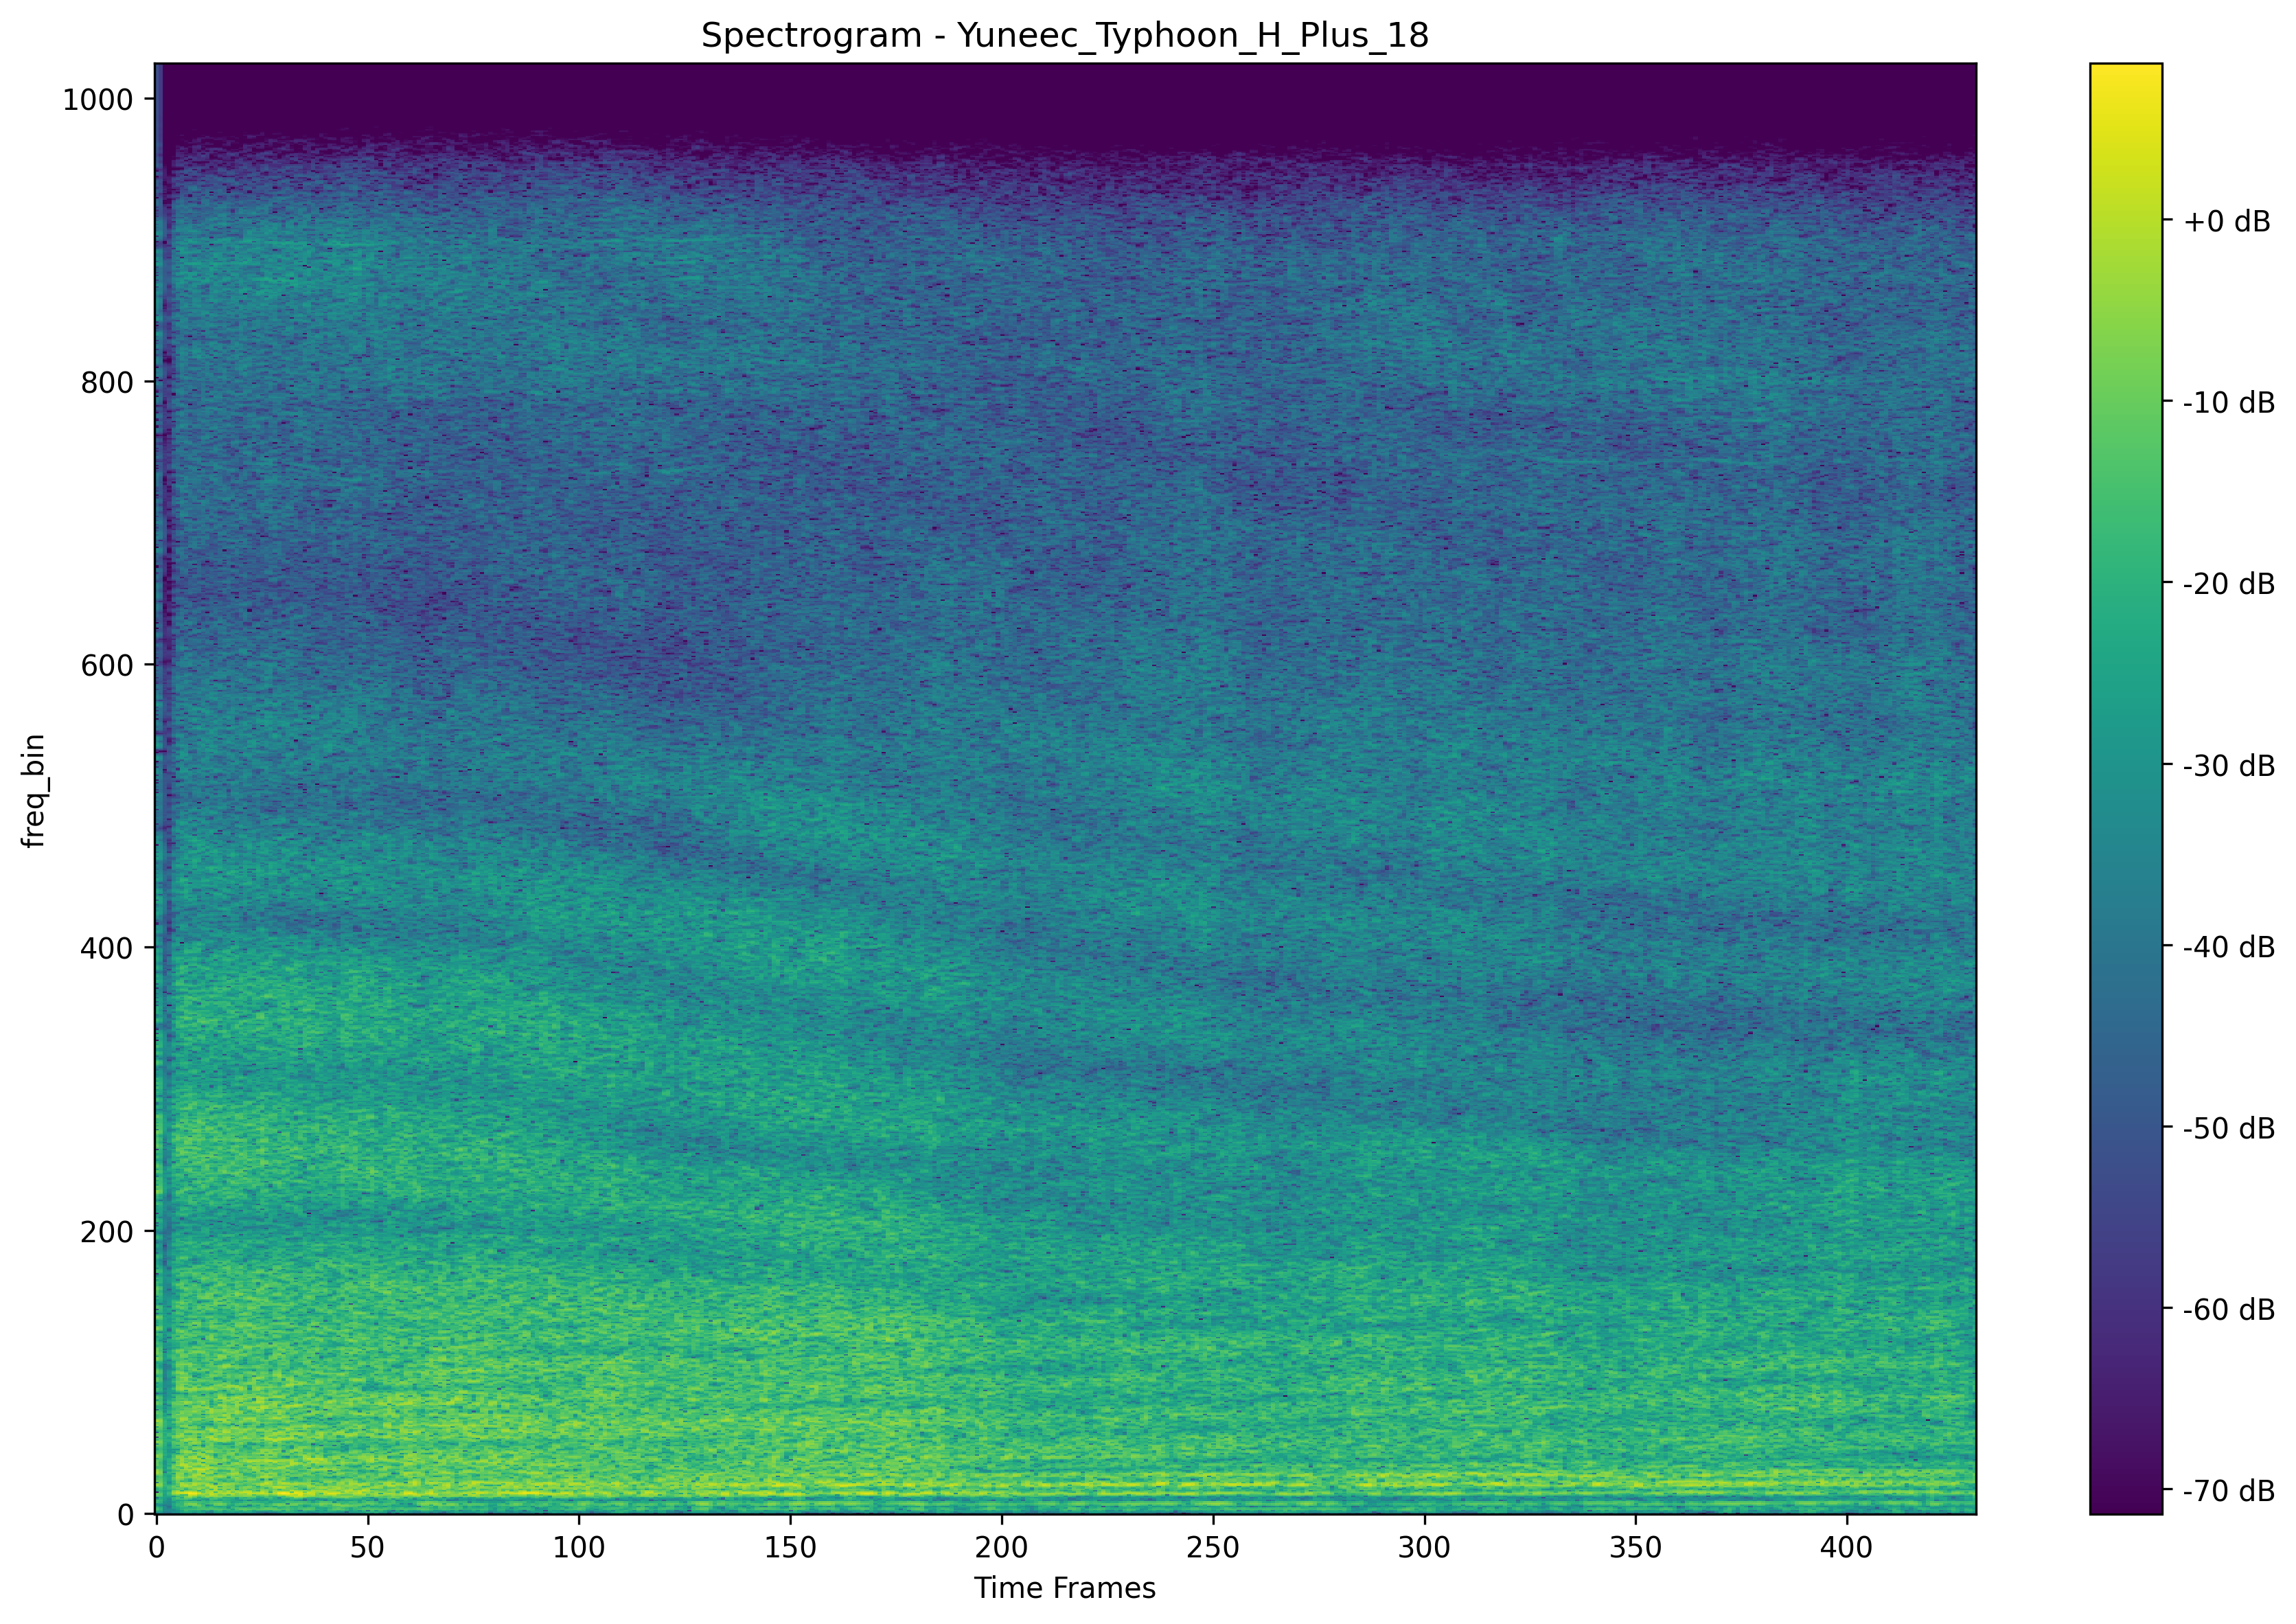 Spectrogram - Yuneec_Typhoon_H_Plus_18
1000
800
600
400
200
0
freq_bin
0 50 100 150 200 250 300 350 400
Time Frames
+0 dB
-10 dB
-20 dB
-30 dB
-40 dB
-50 dB
-60 dB
-70 dB